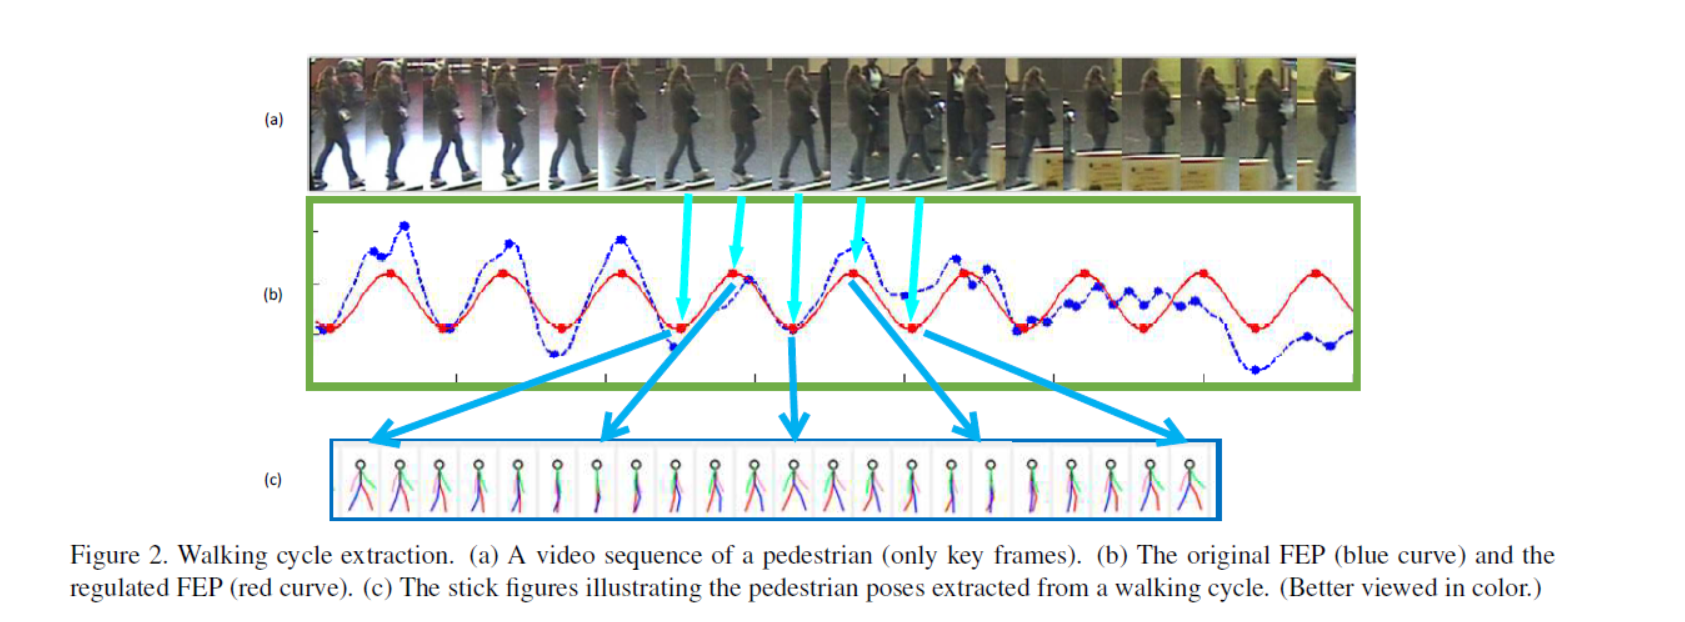 (a)
(b)
(c)
Figure 2. Walking cycle extraction. (a) A video sequence of a pedestrian (only key frames). (b) The original FEP (blue curve) and the
regulated FEP (red curve). (c) The stick figures illustrating the pedestrian poses extracted from a walking cycle. (Better viewed in color.)